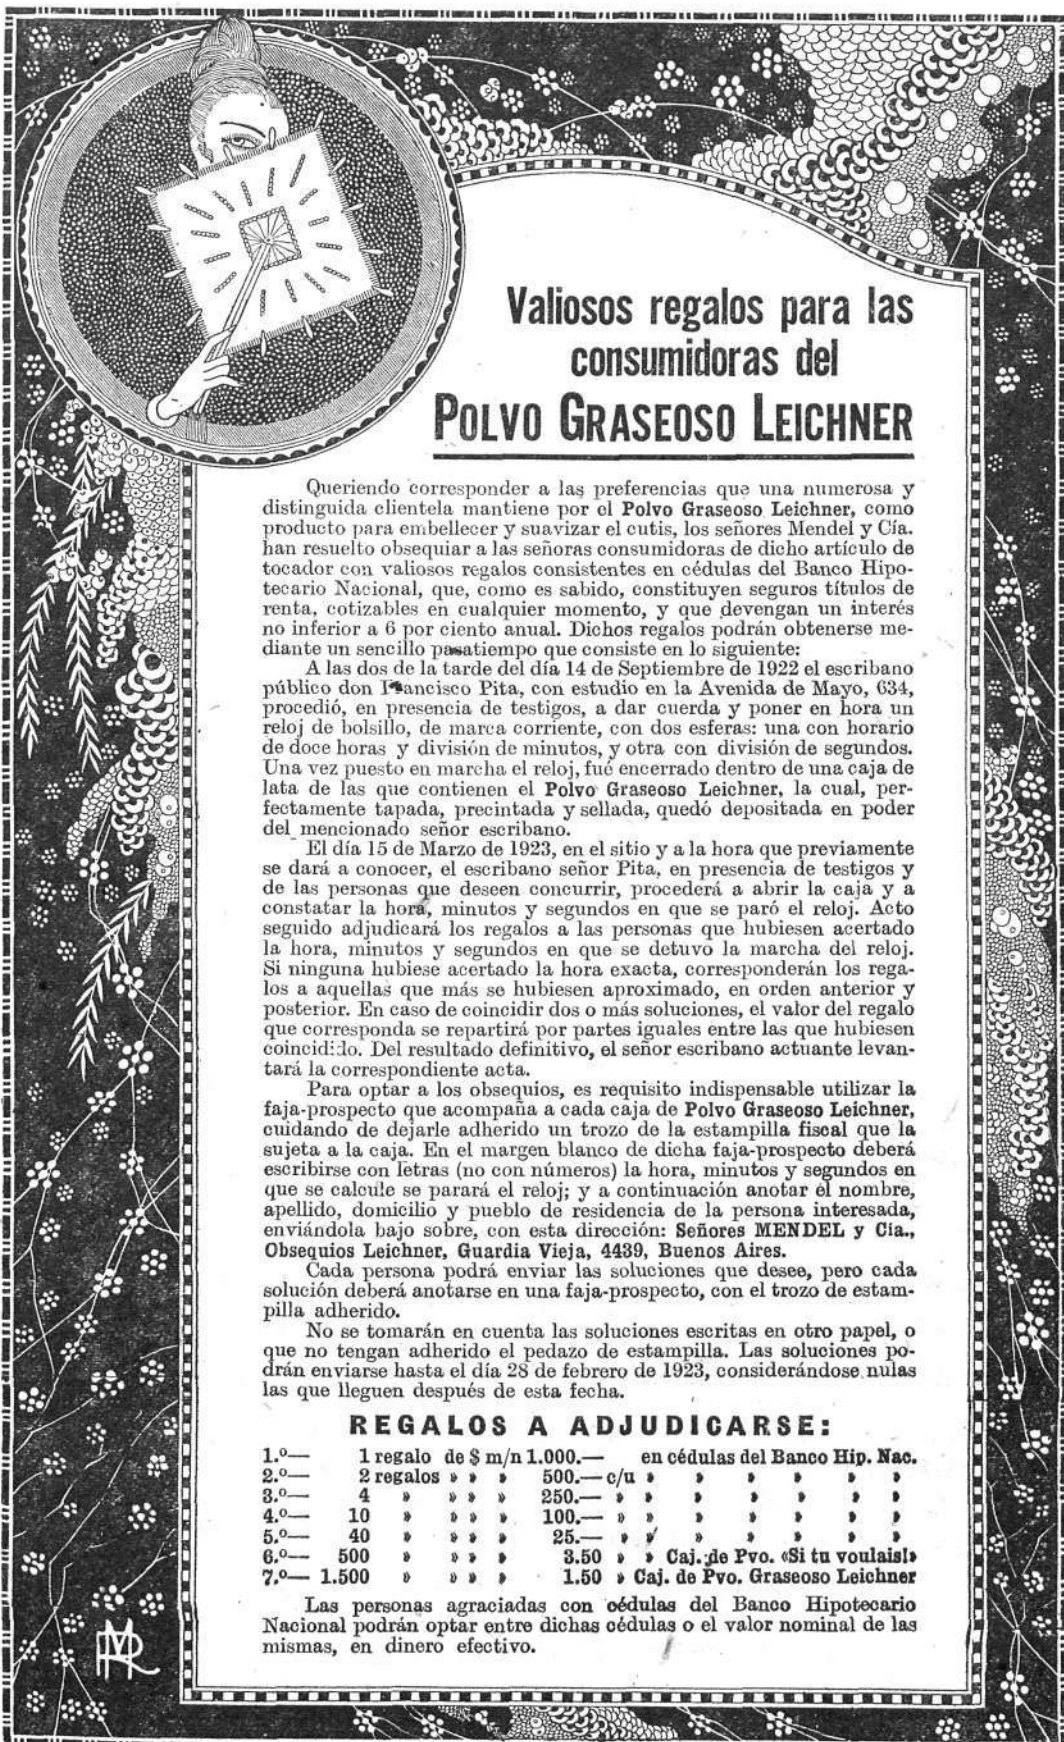 Valiosos regalos para las
consumidoras del
POLVO GRASEOSO LEICHNER
Queriendo corresponder a las preferencias que una numerosa y
distinguida clientela mantiene por el Polvo Graseoso Leichner, como
producto para embellecer y suavizar el cutis, los señores Mendel y Cía.
han resuelto obsequiar a las señoras consumidoras de dicho artículo de
tocador con valiosos regalos consistentes en cédulas del Banco Hipo-
tecario Nacional, que, como es sabido, constituyen seguros títulos de
renta, cotizables en cualquier momento, y que devengan un interés
no inferior a 6 por ciento anual. Dichos regalos podrán obtenerse me-
diante un sencillo pasatiempo que consiste en lo siguiente:
A las dos de la tarde del día 14 de Septiembre de 1922 el escribano
público don Francisco Pita, con estudio en la Avenida de Mayo, 634,
procedió, en presencia de testigos, a dar cuerda y poner en hora un
reloj de bolsillo, de marca corriente, con dos esferas: una con horario
de doce horas y división de minutos, y otra con división de segundos.
Una vez puesto en marcha el reloj, fué encerrado dentro de una caja de
lata de las que contienen el Polvo Graseoso Leichner, la cual, per-
fectamente tapada, precintada y sellada, quedó depositada en poder
del mencionado señor escribano.
El día 15 de Marzo de 1923, en el sitio y a la hora que previamente
se dará a conocer, el escribano señor Pita, en presencia de testigos y
de las personas que deseen concurrir, procederá a abrir la caja y a
constatar la hora, minutos y segundos en que se paró el reloj. Acto
seguido adjudicará los regalos a las personas que hubiesen acertado
la hora, minutos y segundos en que se detuvo la marcha del reloj.
Si ninguna hubiese acertado la hora exacta, corresponderán los rega-
los a aquellas que más se hubiesen aproximado, en orden anterior y
posterior. En caso de coincidir dos o más soluciones, el valor del regalo
que corresponda se repartirá por partes iguales entre las que hubiesen
coincidido. Del resultado definitivo, el señor escribano actuante levan-
tará la correspondiente acta.
Para optar a los obsequios, es requisito indispensable utilizar la
faja-prospecto que acompaña a cada caja de Polvo Graseoso Leichner,
cuidando de dejarle adherido un trozo de la estampilla fiscal que la
sujeta a la caja. En el margen blanco de dicha faja-prospecto deberá
escribirse con letras (no con números) la hora, minutos y segundos en
que se calcule se parará el reloj; y a continuación anotar el nombre,
apellido, domicilio y pueblo de residencia de la persona interesada,
enviándola bajo sobre, con esta dirección: Señores MENDEL y Cía.,
Obsequios Leichner, Guardia Vieja, 4439, Buenos Aires.
Cada persona podrá enviar las soluciones que desee, pero cada
solución deberá anotarse en una faja-prospecto, con el trozo de estam-
pilla adherido.
No se tomarán en cuenta las soluciones escritas en otro papel, o
que no tengan adherido el pedazo de estampilla. Las soluciones po-
drán enviarse hasta el día 28 de febrero de 1923, considerándose nulas
las que lleguen después de esta fecha.
REGALOS A ADJUDICARSE:
1.º— 1 regalo de $ m/n 1.000.— en cédulas del Banco Hip. Nac.
2.º— 2 regalos » » » 500.— c/u » » » » » »
3.º— 4 » » » » 250.— » » » » » » »
4.º— 10 » » » » 100.— » » » » » » »
5.º— 40 » » » » 25.— » » » » » » »
6.º— 500 » » » » 3.50 » » Caj. de Pvo. «Si tu voulais!»
7.º— 1.500 » » » » 1.50 » Caj. de Pvo. Graseoso Leichner
Las personas agraciadas con cédulas del Banco Hipotecario
Nacional podrán optar entre dichas cédulas o el valor nominal de las
mismas, en dinero efectivo.